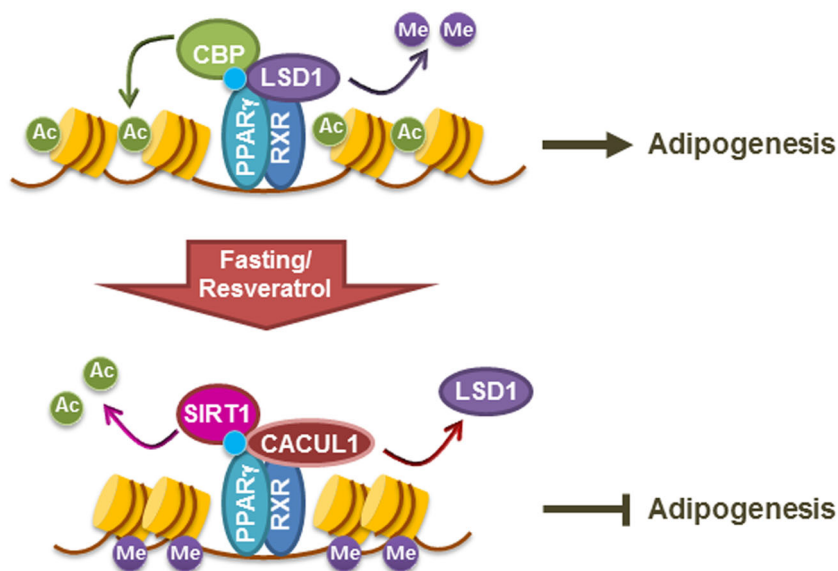 Me Me
CBP
LSD1
Ac Ac Ac Ac
PPARγ
RXR
Adipogenesis
Fasting/
Resveratrol
Ac
Ac
SIRT1
LSD1
CACUL1
PPARγ
RXR
Adipogenesis
Me Me Me Me